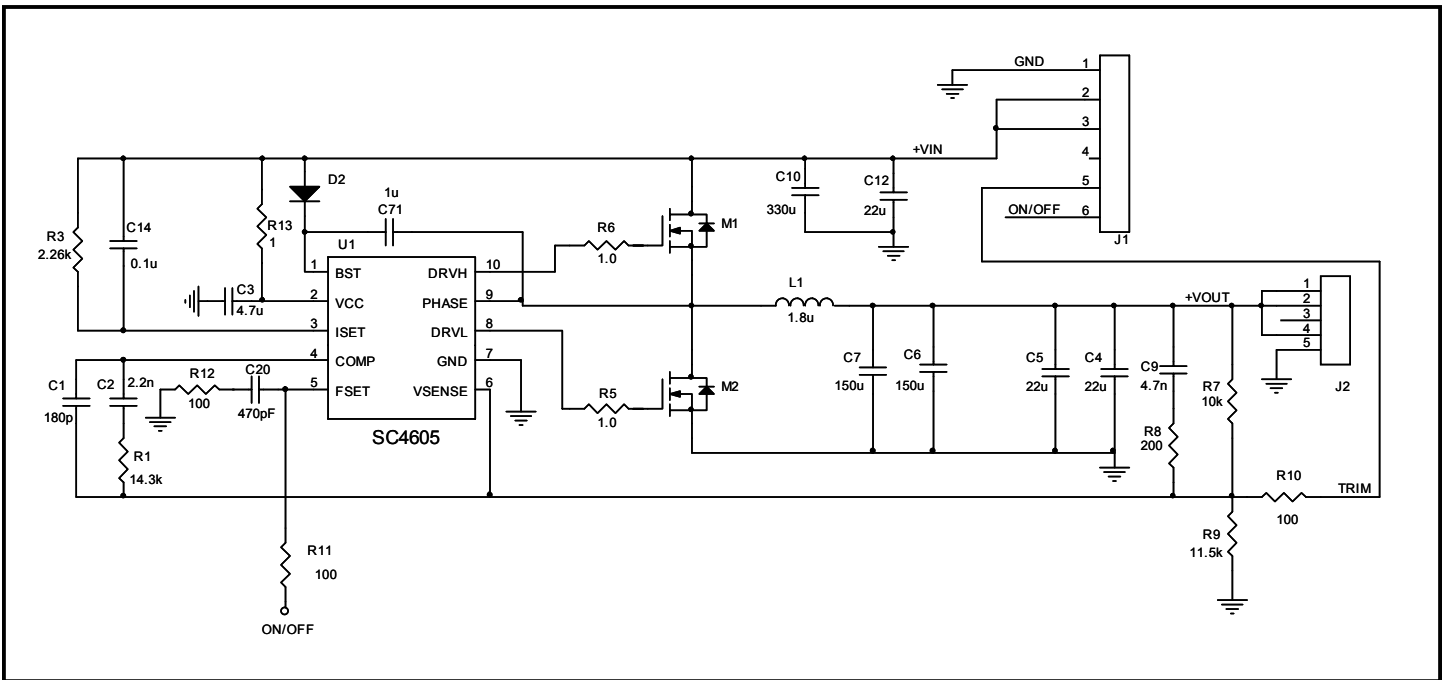 GND
1
2
3
4
5
6
+VIN
ON/OFF
J1
D2
1u
C71
C10
330u
C12
22u
M1
R6
1.0
R13
1
C14
0.1u
R3
2.26k
U1
1
BST
DRVH
10
2
VCC
PHASE
9
3
ISET
DRVL
8
4
COMP
GND
7
5
FSET
VSENSE
6
SC4605
C3
4.7u
L1
1.8u
+VOUT
1
2
3
4
5
J2
C1
180p
C2
2.2n
R12
100
C20
470pF
R1
14.3k
R5
1.0
M2
C7
150u
C6
150u
C5
22u
C4
22u
C9
4.7n
R7
10k
R8
200
R10
100
TRIM
R9
11.5k
R11
100
ON/OFF